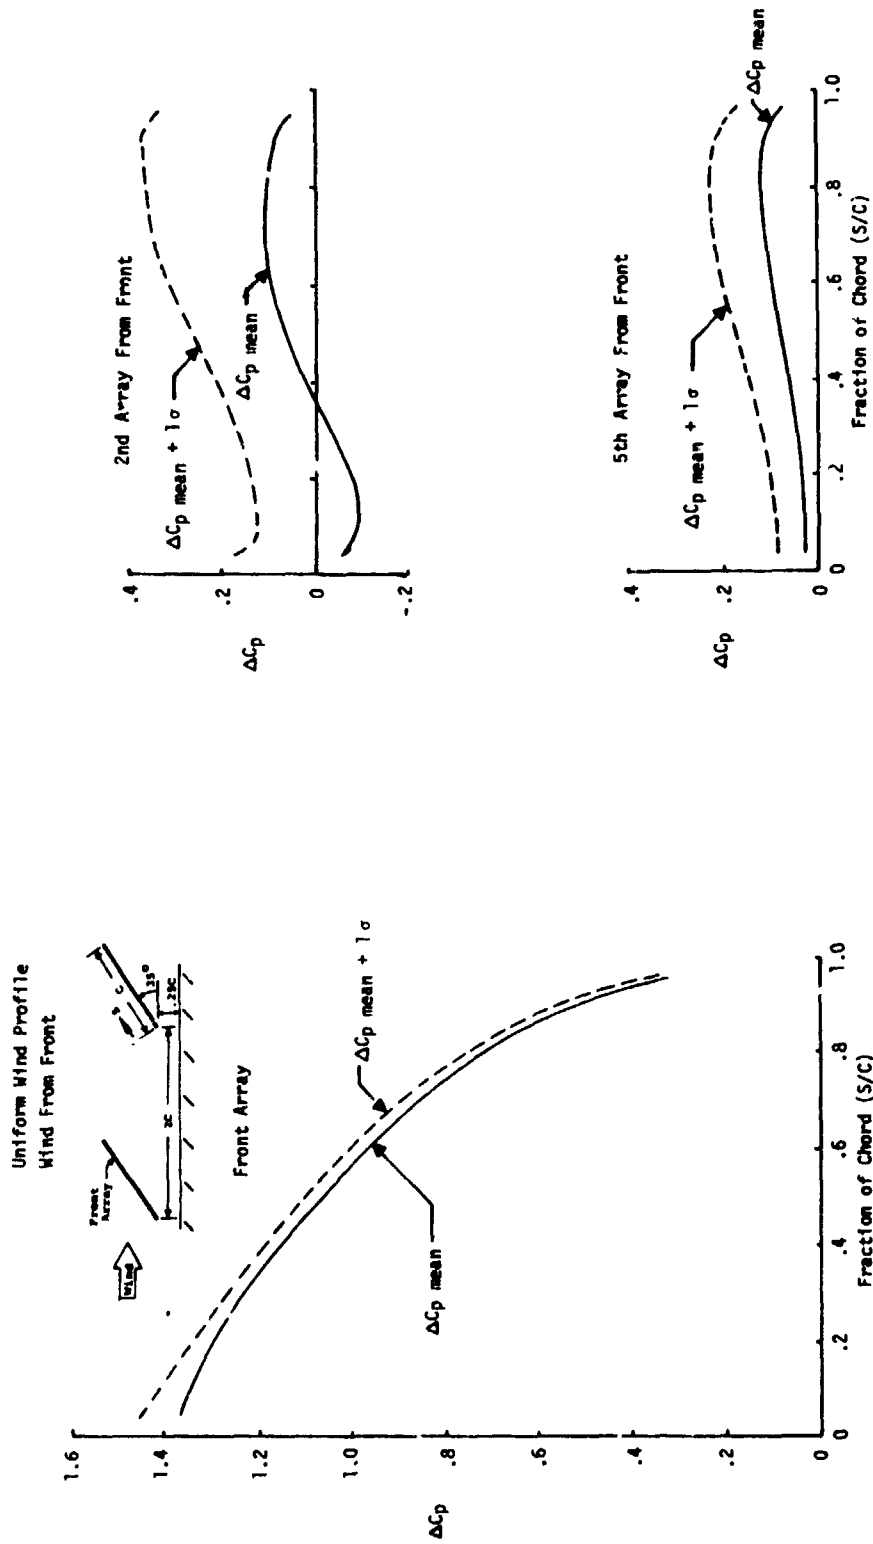 Uniform Wind Profile
Wind From Front
Wind
Front
Array
2C
S
C
35°
.25C
Front Array
ΔCp
1.6
1.4
1.2
1.0
.8
.6
.4
.2
0
ΔCp mean + 1σ
ΔCp mean
0
.2
.4
.6
.8
1.0
Fraction of Chord (S/C)
2nd Array From Front
ΔCp
.4
.2
0
-.2
ΔCp mean + 1σ
ΔCp mean
5th Array From Front
ΔCp
.4
.2
0
ΔCp mean + 1σ
ΔCp mean
0
.2
.4
.6
.8
1.0
Fraction of Chord (S/C)